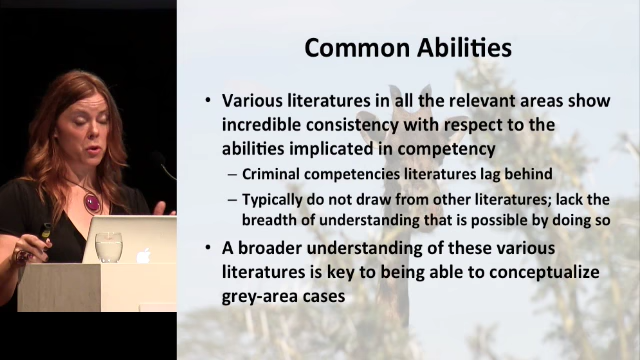 Common Abilities
• Various literatures in all the relevant areas show
incredible consistency with respect to the
abilities implicated in competency
– Criminal competencies literatures lag behind
– Typically do not draw from other literatures; lack the
breadth of understanding that is possible by doing so
• A broader understanding of these various
literatures is key to being able to conceptualize
grey-area cases